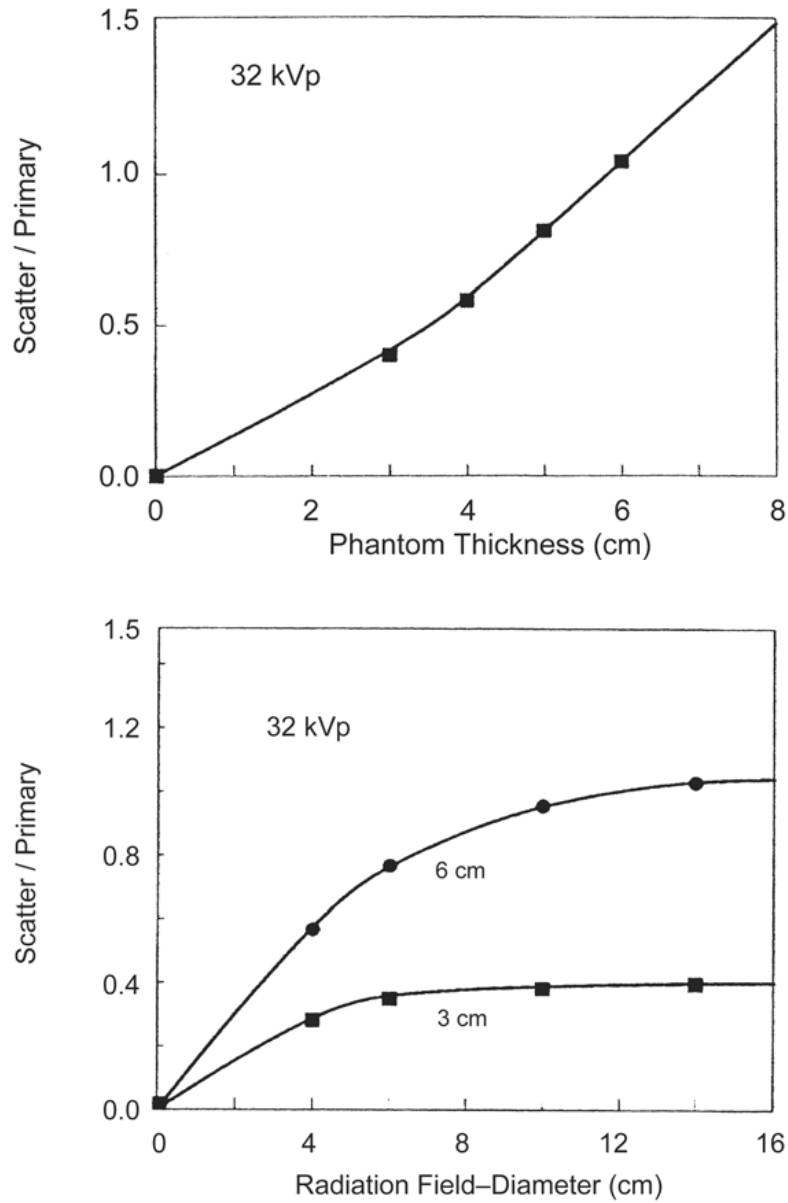 1.5
32 kVp
1.0
Scatter / Primary
0.5
0.0
0 2 4 6 8
Phantom Thickness (cm)
1.5
32 kVp
1.2
Scatter / Primary
0.8
6 cm
0.4
3 cm
0.0
0 4 8 12 16
Radiation Field–Diameter (cm)